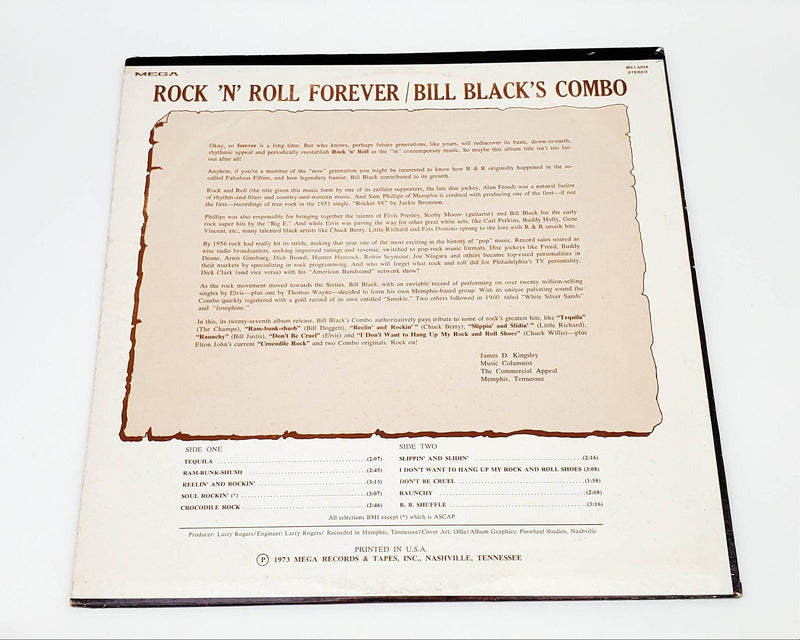 MEGA
M51-5008
STEREO
ROCK 'N' ROLL FOREVER / BILL BLACK'S COMBO
Okay, so forever is a long time. But who knows, perhaps future generations, like yours, will rediscover its basic, down-to-earth,
rhythmic appeal and periodically reestablish Rock 'n' Roll as the "in" contemporary music. So maybe this album title isn't too far-
out after all!
Anyhow, if you're a member of the "now" generation you might be interested to know how R & R originally happened in the so-
called Fabulous Fifties, and how legendary bassist, Bill Black contributed to its growth.
Rock and Roll (the title given this music form by one of its earliest supporters, the late disc jockey, Alan Freed) was a natural fusion
of rhythm-and-blues and country-and-western music. And Sam Phillips of Memphis is credited with producing one of the first—if not
the first—recordings of true rock in the 1951 single, "Rocket 88" by Jackie Brenston.
Phillips was also responsible for bringing together the talents of Elvis Presley, Scotty Moore (guitarist) and Bill Black for the early
rock super hits by the "Big E." And while Elvis was paving the way for other great white acts, like Carl Perkins, Buddy Holly, Gene
Vincent, etc., many talented black artists like Chuck Berry, Little Richard and Fats Domino sprang to the fore with R & R smash hits.
By 1956 rock had really hit its stride, making that year one of the most exciting in the history of "pop" music. Record sales soared as
wise radio broadcasters, seeking improved ratings and revenue, switched to pop-rock music formats. Disc jockeys like Freed, Buddy
Deane, Arnie Ginsburg, Dick Biondi, Hunter Hancock, Robin Seymour, Joe Niagara and others became top-rated personalities in
their markets by specializing in rock programming. And who will forget what rock and roll did for Philadelphia's TV personality,
Dick Clark (and vice versa) with his "American Bandstand" network show?
As the rock movement moved towards the Sixties, Bill Black, with an enviable record of performing on over twenty million-selling
singles by Elvis—plus one by Thomas Wayne—decided to form his own Memphis-based group. With its unique pulsating sound the
Combo quickly registered with a gold record of its own entitled "Smokie." Two others followed in 1960 titled "White Silver Sands"
and "Josephine."
In this, its twenty-seventh album release, Bill Black's Combo authoritatively pays tribute to some of rock's greatest hits, like "Tequila"
(The Champs), "Ram-bunk-shush" (Bill Doggett), "Reelin' and Rockin'" (Chuck Berry), "Slippin' and Slidin'" (Little Richard),
"Raunchy" (Bill Justis), "Don't Be Cruel" (Elvis) and "I Don't Want to Hang Up My Rock and Roll Shoes" (Chuck Willis)—plus
Elton John's current "Crocodile Rock" and two Combo originals. Rock on!
James D. Kingsley
Music Columnist
The Commercial Appeal
Memphis, Tennessee
SIDE ONE
TEQUILA (2:07)
RAM-BUNK-SHUSH (2:45)
REELIN' AND ROCKIN' (3:13)
SOUL ROCKIN' (*) (3:07)
CROCODILE ROCK (2:46)
SIDE TWO
SLIPPIN' AND SLIDIN' (2:16)
I DON'T WANT TO HANG UP MY ROCK AND ROLL SHOES (3:08)
DON'T BE CRUEL (1:58)
RAUNCHY (2:08)
B. B. SHUFFLE (3:16)
All selections BMI except (*) which is ASCAP
Producer: Larry Rogers/Engineer: Larry Rogers/ Recorded in Memphis, Tennessee/Cover Art: Ollie/Album Graphics: Pinwheel Studios, Nashville
PRINTED IN U.S.A.
℗ 1973 MEGA RECORDS & TAPES, INC., NASHVILLE, TENNESSEE